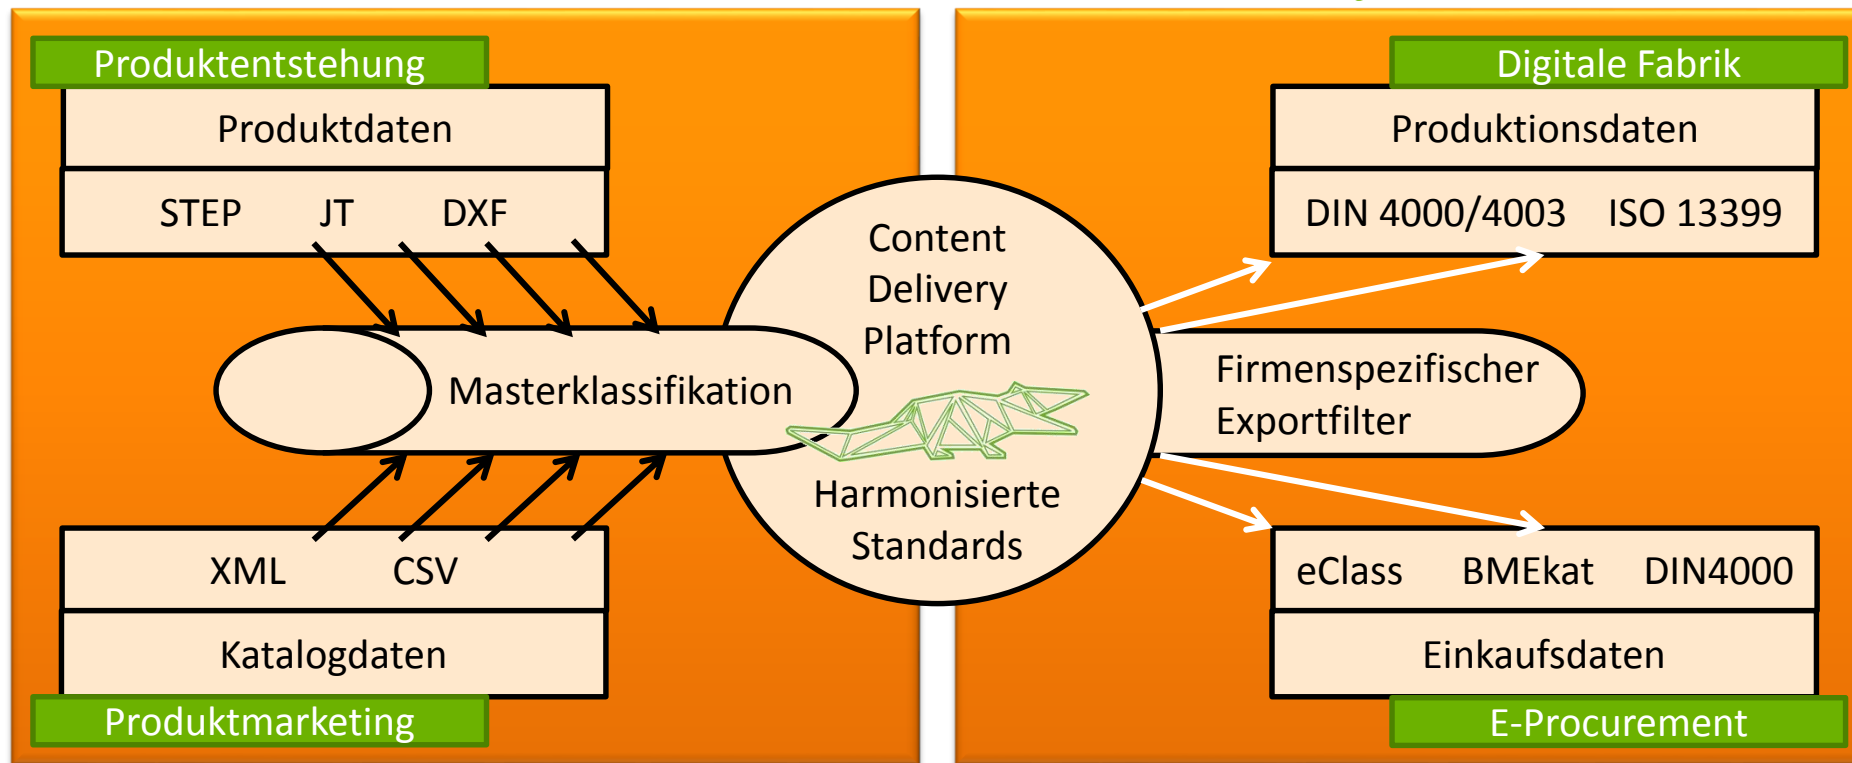 Produktentstehung
Produktdaten
STEP JT DXF
Masterklassifikation
XML CSV
Katalogdaten
Produktmarketing
Content
Delivery
Platform
Harmonisierte
Standards
Digitale Fabrik
Produktionsdaten
DIN 4000/4003 ISO 13399
Firmenspezifischer
Exportfilter
eClass BMEkat DIN4000
Einkaufsdaten
E-Procurement